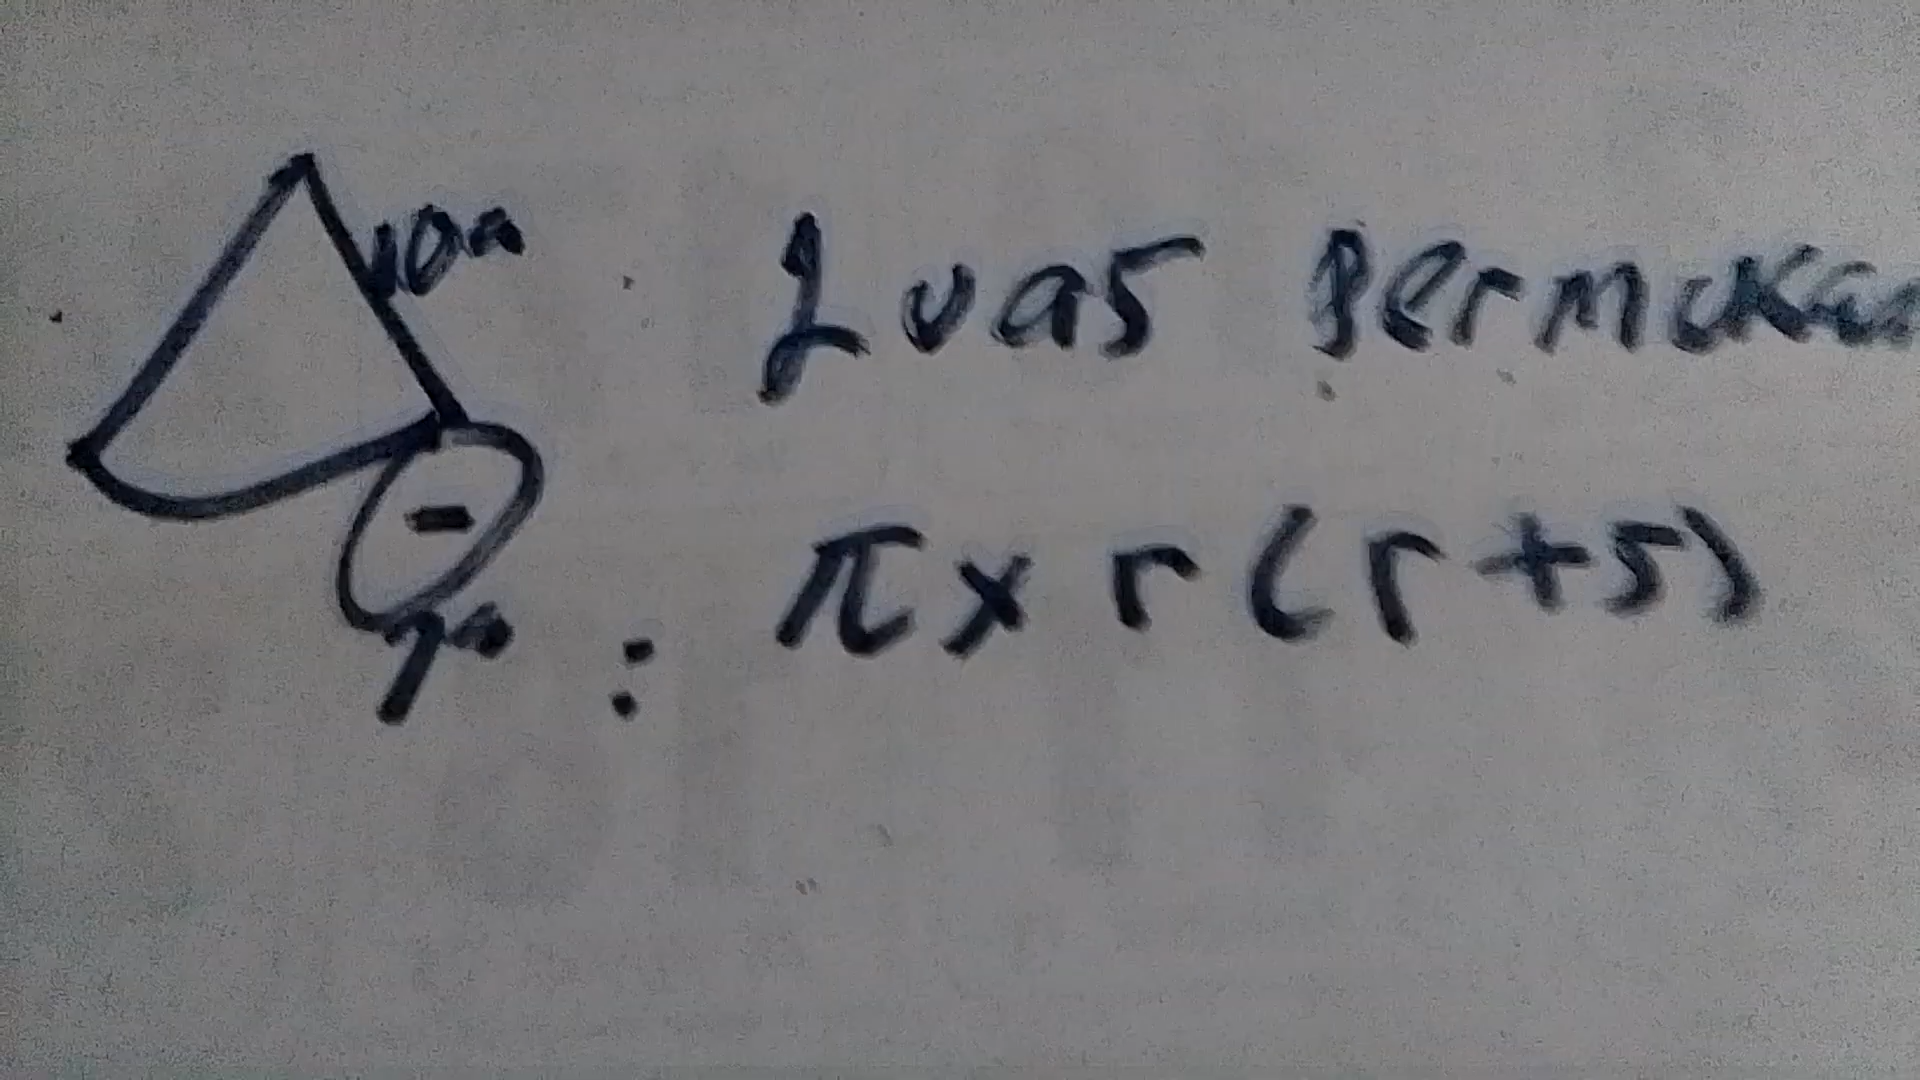 10cm
Luas Permukaan
7cm
: π x r (r + s)